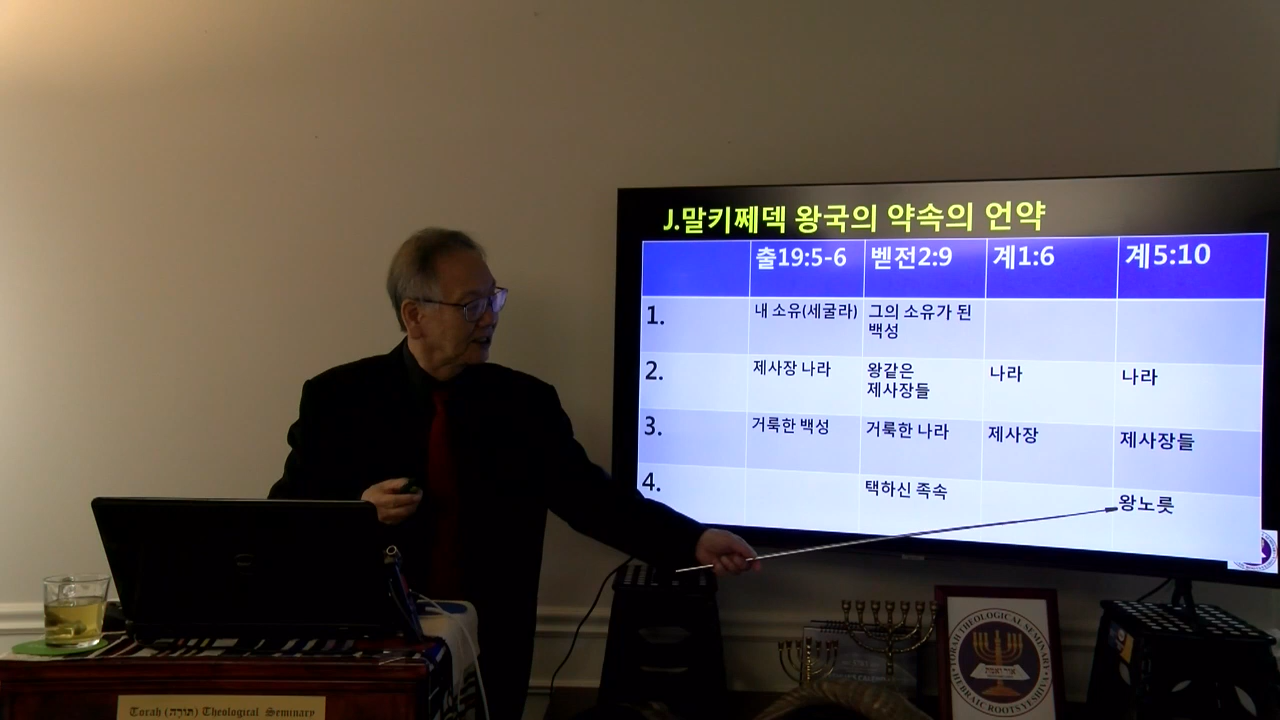 J.말키쩨덱 왕국의 약속의 언약
출19:5-6 벧전2:9 계1:6 계5:10
1. 내 소유(세굴라) 그의 소유가 된
백성
2. 제사장 나라 왕같은 나라 나라
제사장들
3. 거룩한 백성 거룩한 나라 제사장 제사장들
4. 택하신 족속 왕노릇
TORAH THEOLOGICAL SEMINARY
HEBRAIC ROOTS YESHIVA
Torah (תורה) Theological Seminary